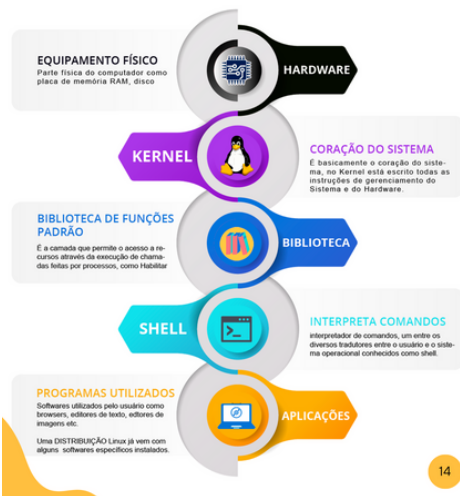 EQUIPAMENTO FÍSICO
Parte física do computador como
placa de memória RAM, disco
HARDWARE
KERNEL
CORAÇÃO DO SISTEMA
É basicamente o coração do siste-
ma, no Kernel está escrito todas as
instruções de gerenciamento do
Sistema e do Hardware.
BIBLIOTECA DE FUNÇÕES
PADRÃO
É a camada que permite o acesso a re-
cursos através da execução de chama-
das feitas por processos, como Habilitar
BIBLIOTECA
SHELL
>_
INTERPRETA COMANDOS
interpretador de comandos, um entre os
diversos tradutores entre o usuário e o siste-
ma operacional conhecidos como shell.
PROGRAMAS UTILIZADOS
Softwares utilizados pelo usuário como
browsers, editores de texto, edtores de
imagens etc.
Uma DISTRIBUIÇÃO Linux já vem com
alguns softwares específicos instalados.
APLICAÇÕES
14